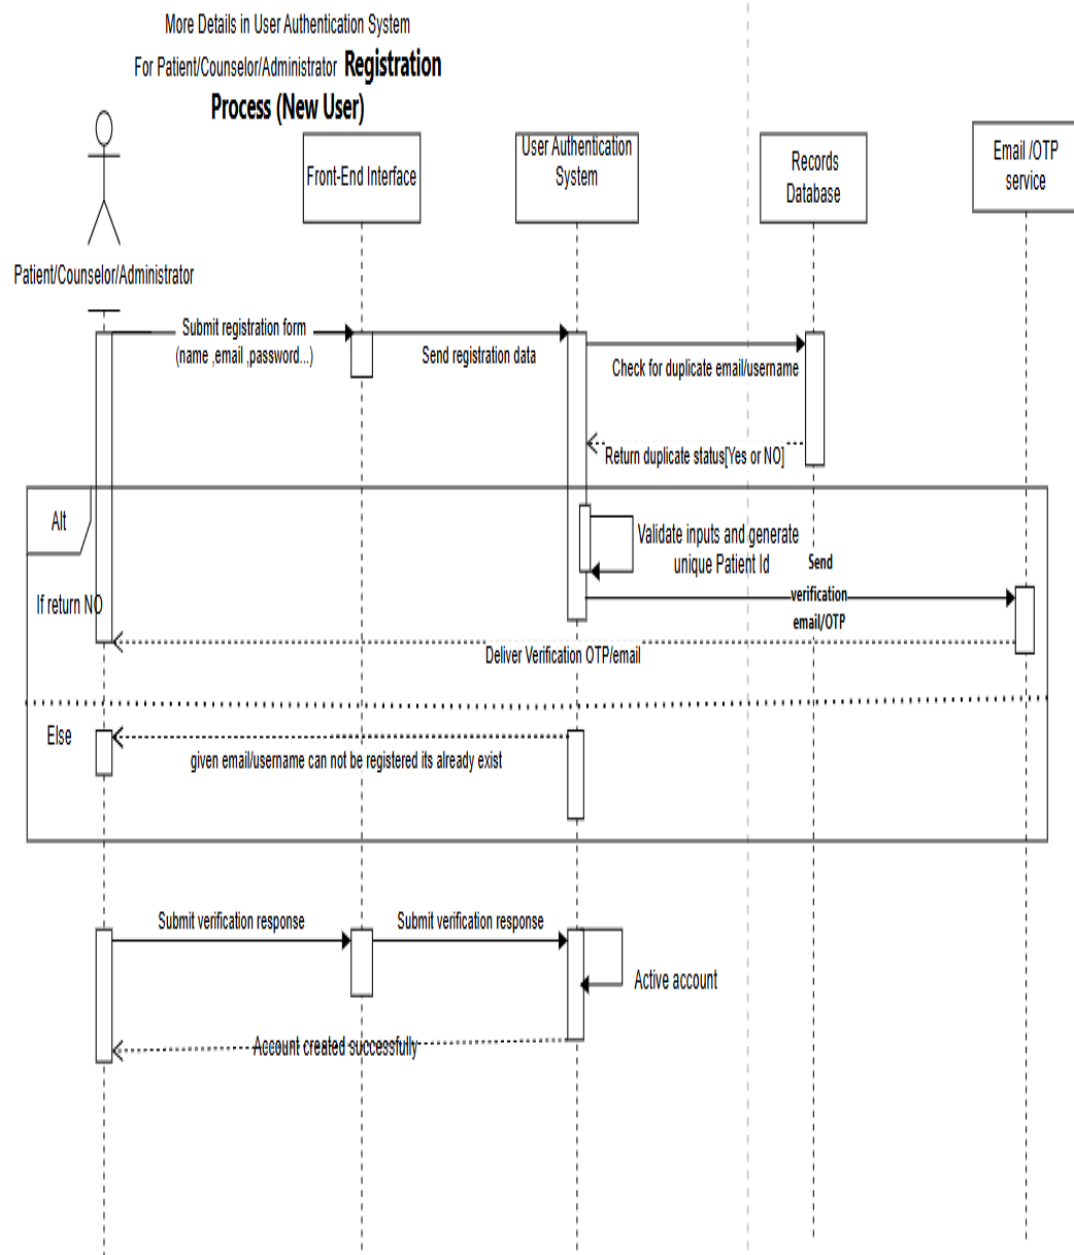 More Details in User Authentication System
For Patient/Counselor/Administrator Registration
Process (New User)
Patient/Counselor/Administrator
Front-End Interface
User Authentication
System
Records
Database
Email /OTP
service
Submit registration form
(name ,email ,password...)
Send registration data
Check for duplicate email/username
Return duplicate status[Yes or NO]
Alt
Validate inputs and generate
unique Patient Id
If return NO
Send
verification
email/OTP
Deliver Verification OTP/email
Else
given email/username can not be registered its already exist
Submit verification response
Submit verification response
Active account
Account created successfully